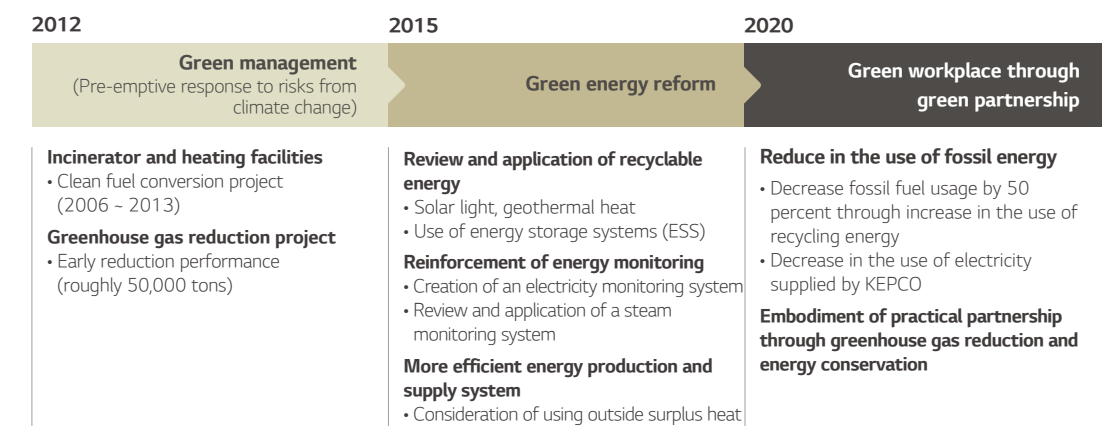 2012
Green management
(Pre-emptive response to risks from
climate change)
Incinerator and heating facilities
• Clean fuel conversion project
(2006 ~ 2013)
Greenhouse gas reduction project
• Early reduction performance
(roughly 50,000 tons)
2015
Green energy reform
Review and application of recyclable
energy
• Solar light, geothermal heat
• Use of energy storage systems (ESS)
Reinforcement of energy monitoring
• Creation of an electricity monitoring system
• Review and application of a steam
monitoring system
More efficient energy production and
supply system
• Consideration of using outside surplus heat
2020
Green workplace through
green partnership
Reduce in the use of fossil energy
• Decrease fossil fuel usage by 50
percent through increase in the use of
recycling energy
• Decrease in the use of electricity
supplied by KEPCO
Embodiment of practical partnership
through greenhouse gas reduction and
energy conservation